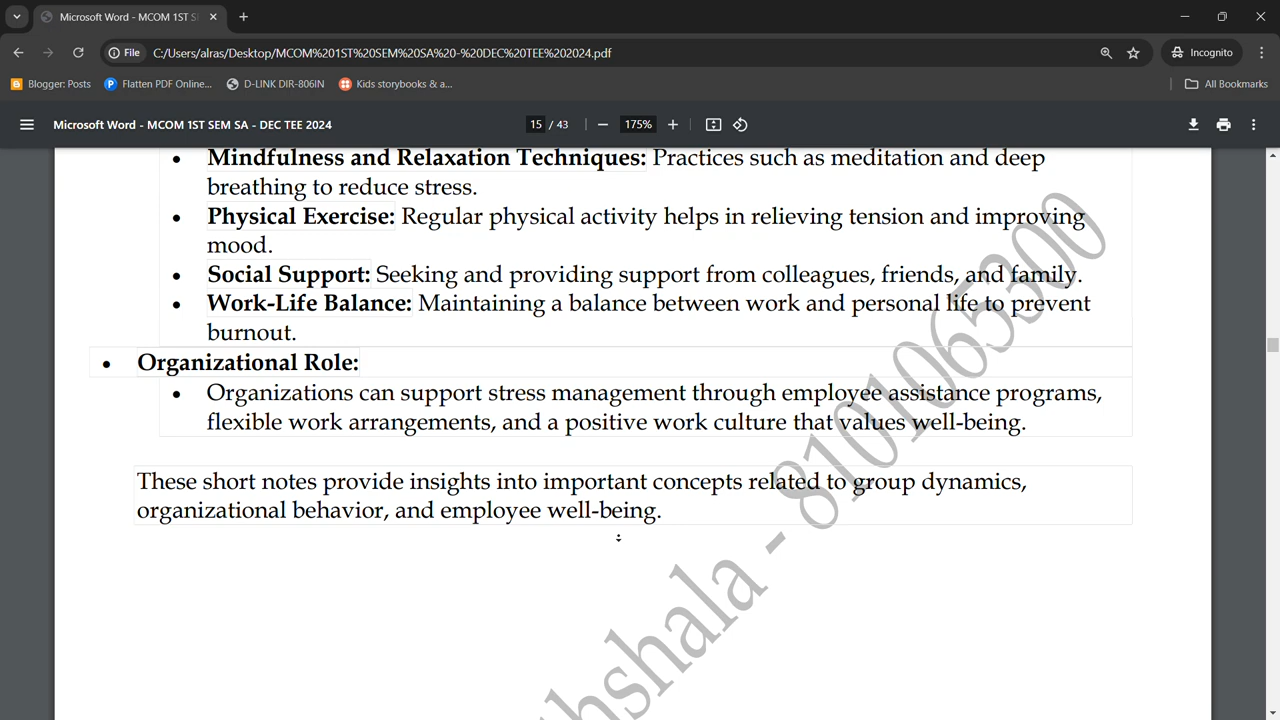 Microsoft Word - MCOM 1ST S
File
C:/Users/alras/Desktop/MCOM%201ST%20SEM%20SA%20-%20DEC%20TEE%202024.pdf
Incognito
Blogger: Posts
Flatten PDF Online...
D-LINK DIR-806IN
Kids storybooks & a...
All Bookmarks
Microsoft Word - MCOM 1ST SEM SA - DEC TEE 2024
15 / 43
175%
• Mindfulness and Relaxation Techniques: Practices such as meditation and deep
breathing to reduce stress.
• Physical Exercise: Regular physical activity helps in relieving tension and improving
mood.
• Social Support: Seeking and providing support from colleagues, friends, and family.
• Work-Life Balance: Maintaining a balance between work and personal life to prevent
burnout.
• Organizational Role:
• Organizations can support stress management through employee assistance programs,
flexible work arrangements, and a positive work culture that values well-being.
These short notes provide insights into important concepts related to group dynamics,
organizational behavior, and employee well-being.
hshala - 8101065300